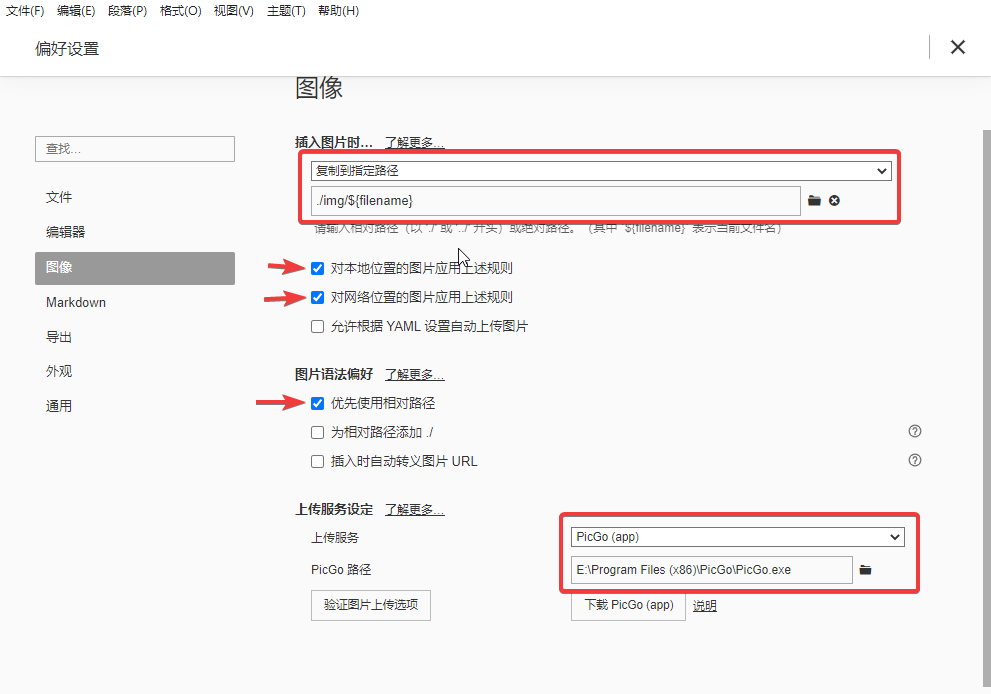 文件(F) 编辑(E) 段落(P) 格式(O) 视图(V) 主题(T) 帮助(H)
偏好设置
图像
查找...
文件
编辑器
图像
Markdown
导出
外观
通用
插入图片时... 了解更多...
复制到指定路径
./img/${filename}
请输入相对路径（以 './' 或 '../' 开头）或绝对路径。（其中 '${filename}' 表示当前文件名）
对本地位置的图片应用上述规则
对网络位置的图片应用上述规则
允许根据 YAML 设置自动上传图片
图片语法偏好 了解更多...
优先使用相对路径
为相对路径添加 ./
插入时自动转义图片 URL
上传服务设定 了解更多...
上传服务 PicGo (app)
PicGo 路径 E:\Program Files (x86)\PicGo\PicGo.exe
验证图片上传选项 下载 PicGo (app) 说明